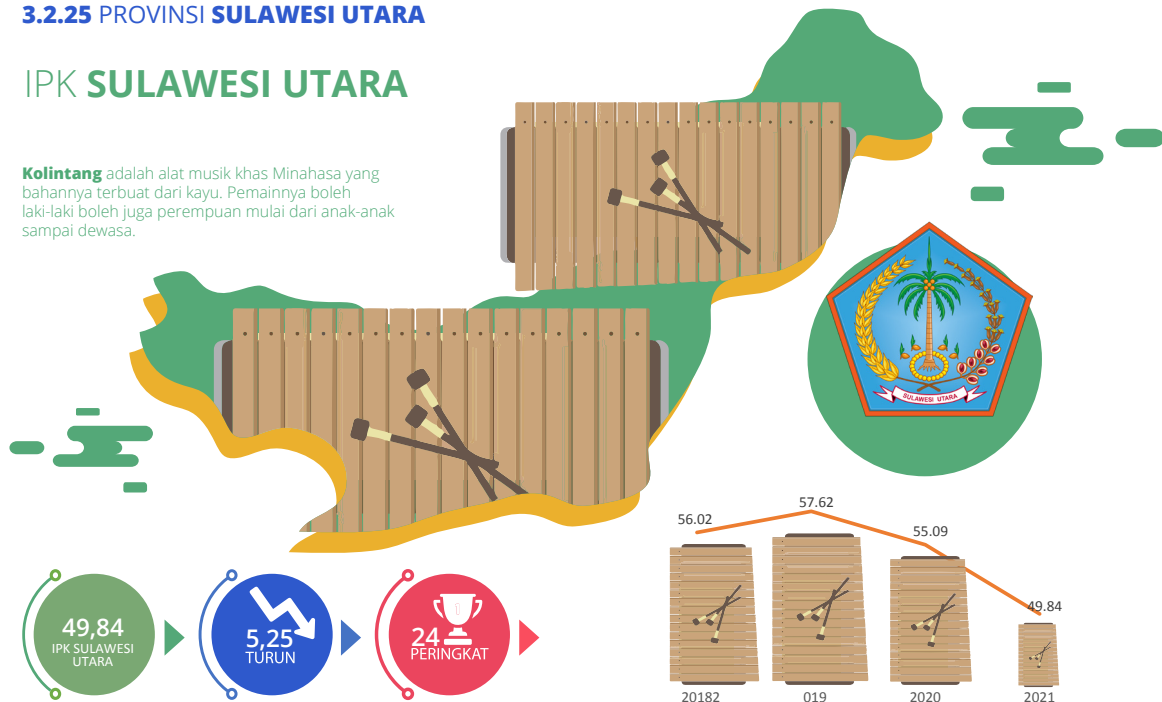 3.2.25 PROVINSI SULAWESI UTARA
IPK SULAWESI UTARA
Kolintang adalah alat musik khas Minahasa yang
bahannya terbuat dari kayu. Pemainnya boleh
laki-laki boleh juga perempuan mulai dari anak-anak
sampai dewasa.
SULAWESI UTARA
49,84
IPK SULAWESI
UTARA
5,25
TURUN
1
24
PERINGKAT
56.02
57.62
55.09
49.84
20182
019
2020
2021